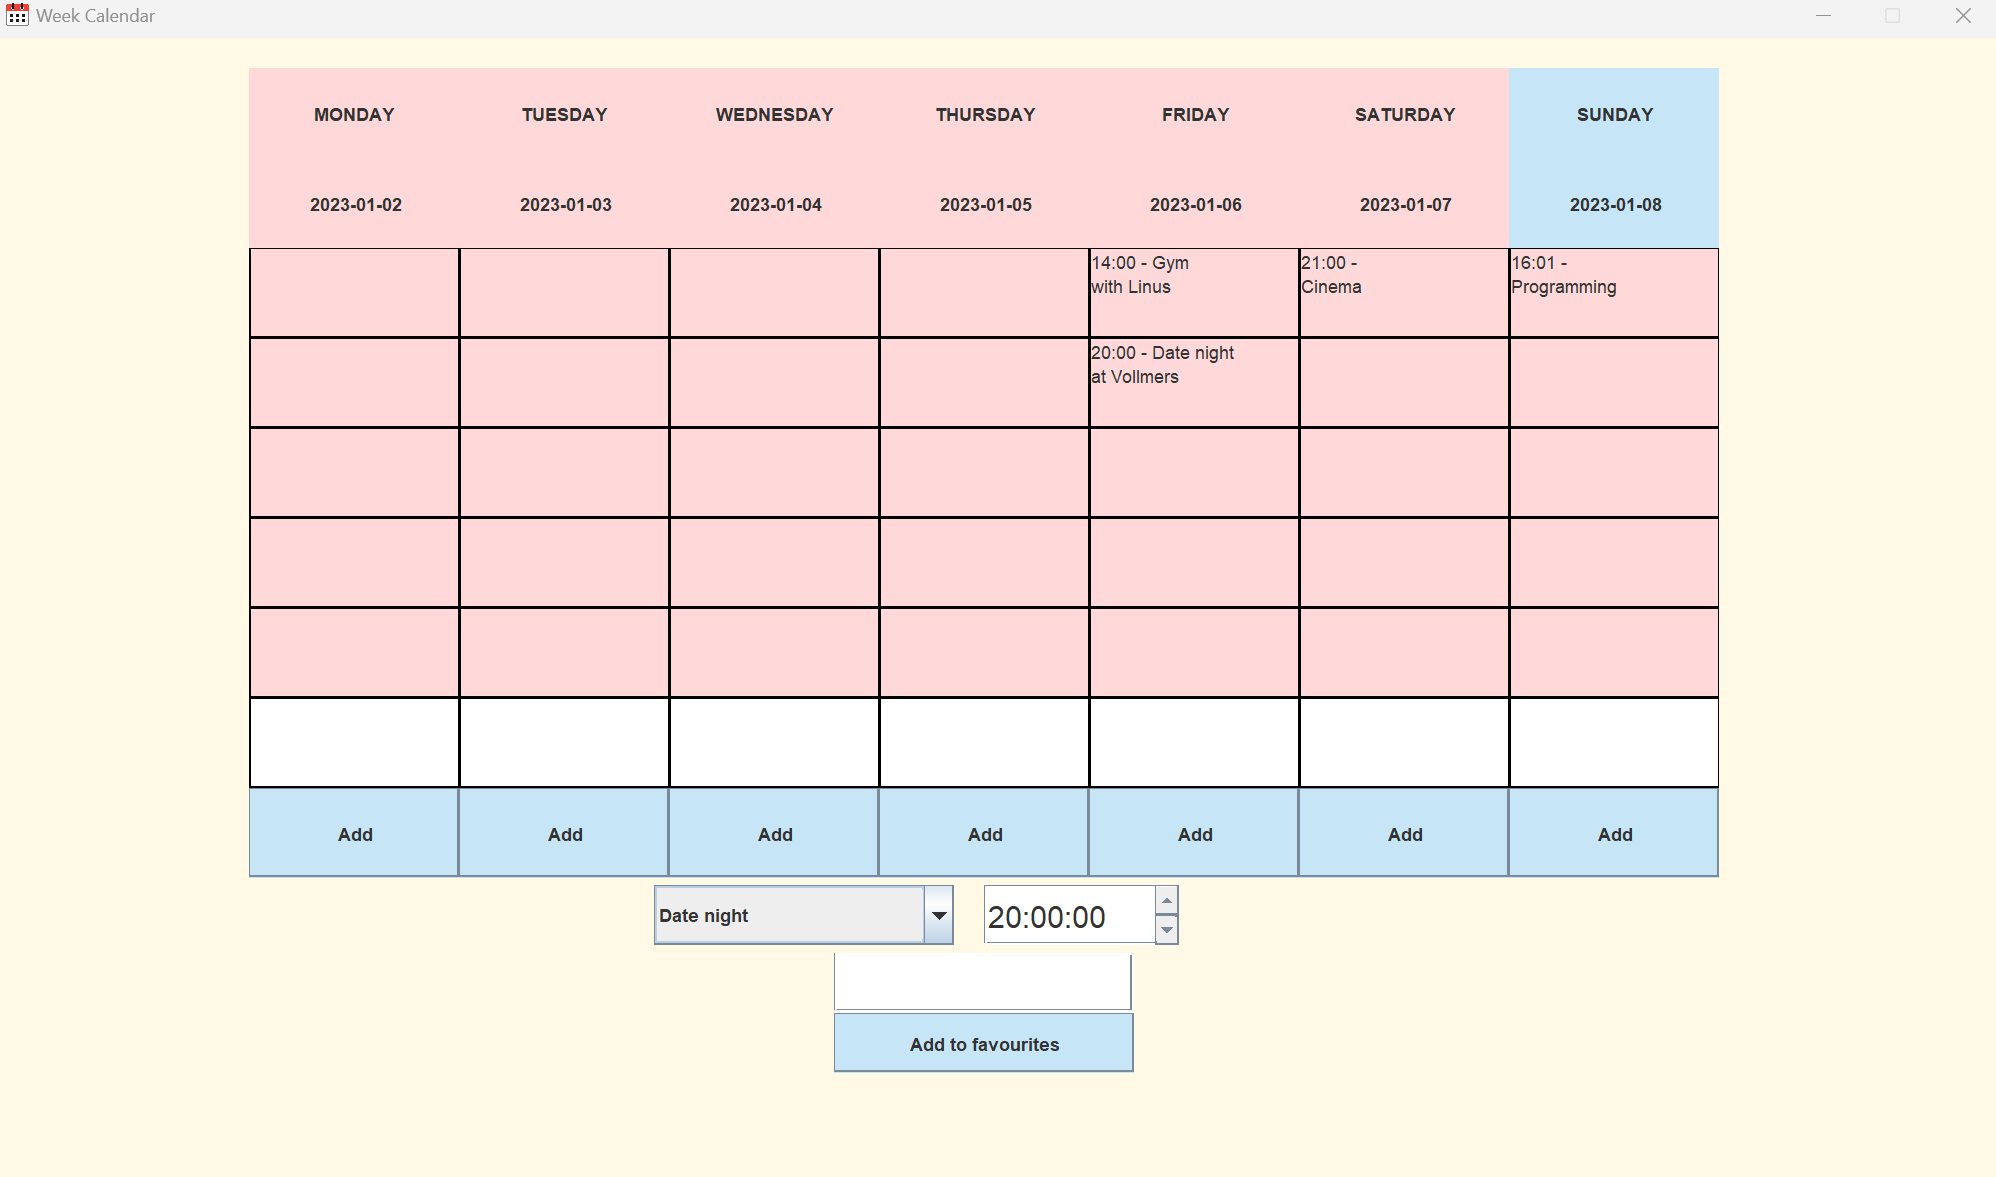 Week Calendar
MONDAY TUESDAY WEDNESDAY THURSDAY FRIDAY SATURDAY SUNDAY
2023-01-02 2023-01-03 2023-01-04 2023-01-05 2023-01-06 2023-01-07 2023-01-08
14:00 - Gym
with Linus
21:00 -
Cinema
16:01 -
Programming
20:00 - Date night
at Vollmers
Add Add Add Add Add Add Add
Date night 20:00:00
Add to favourites